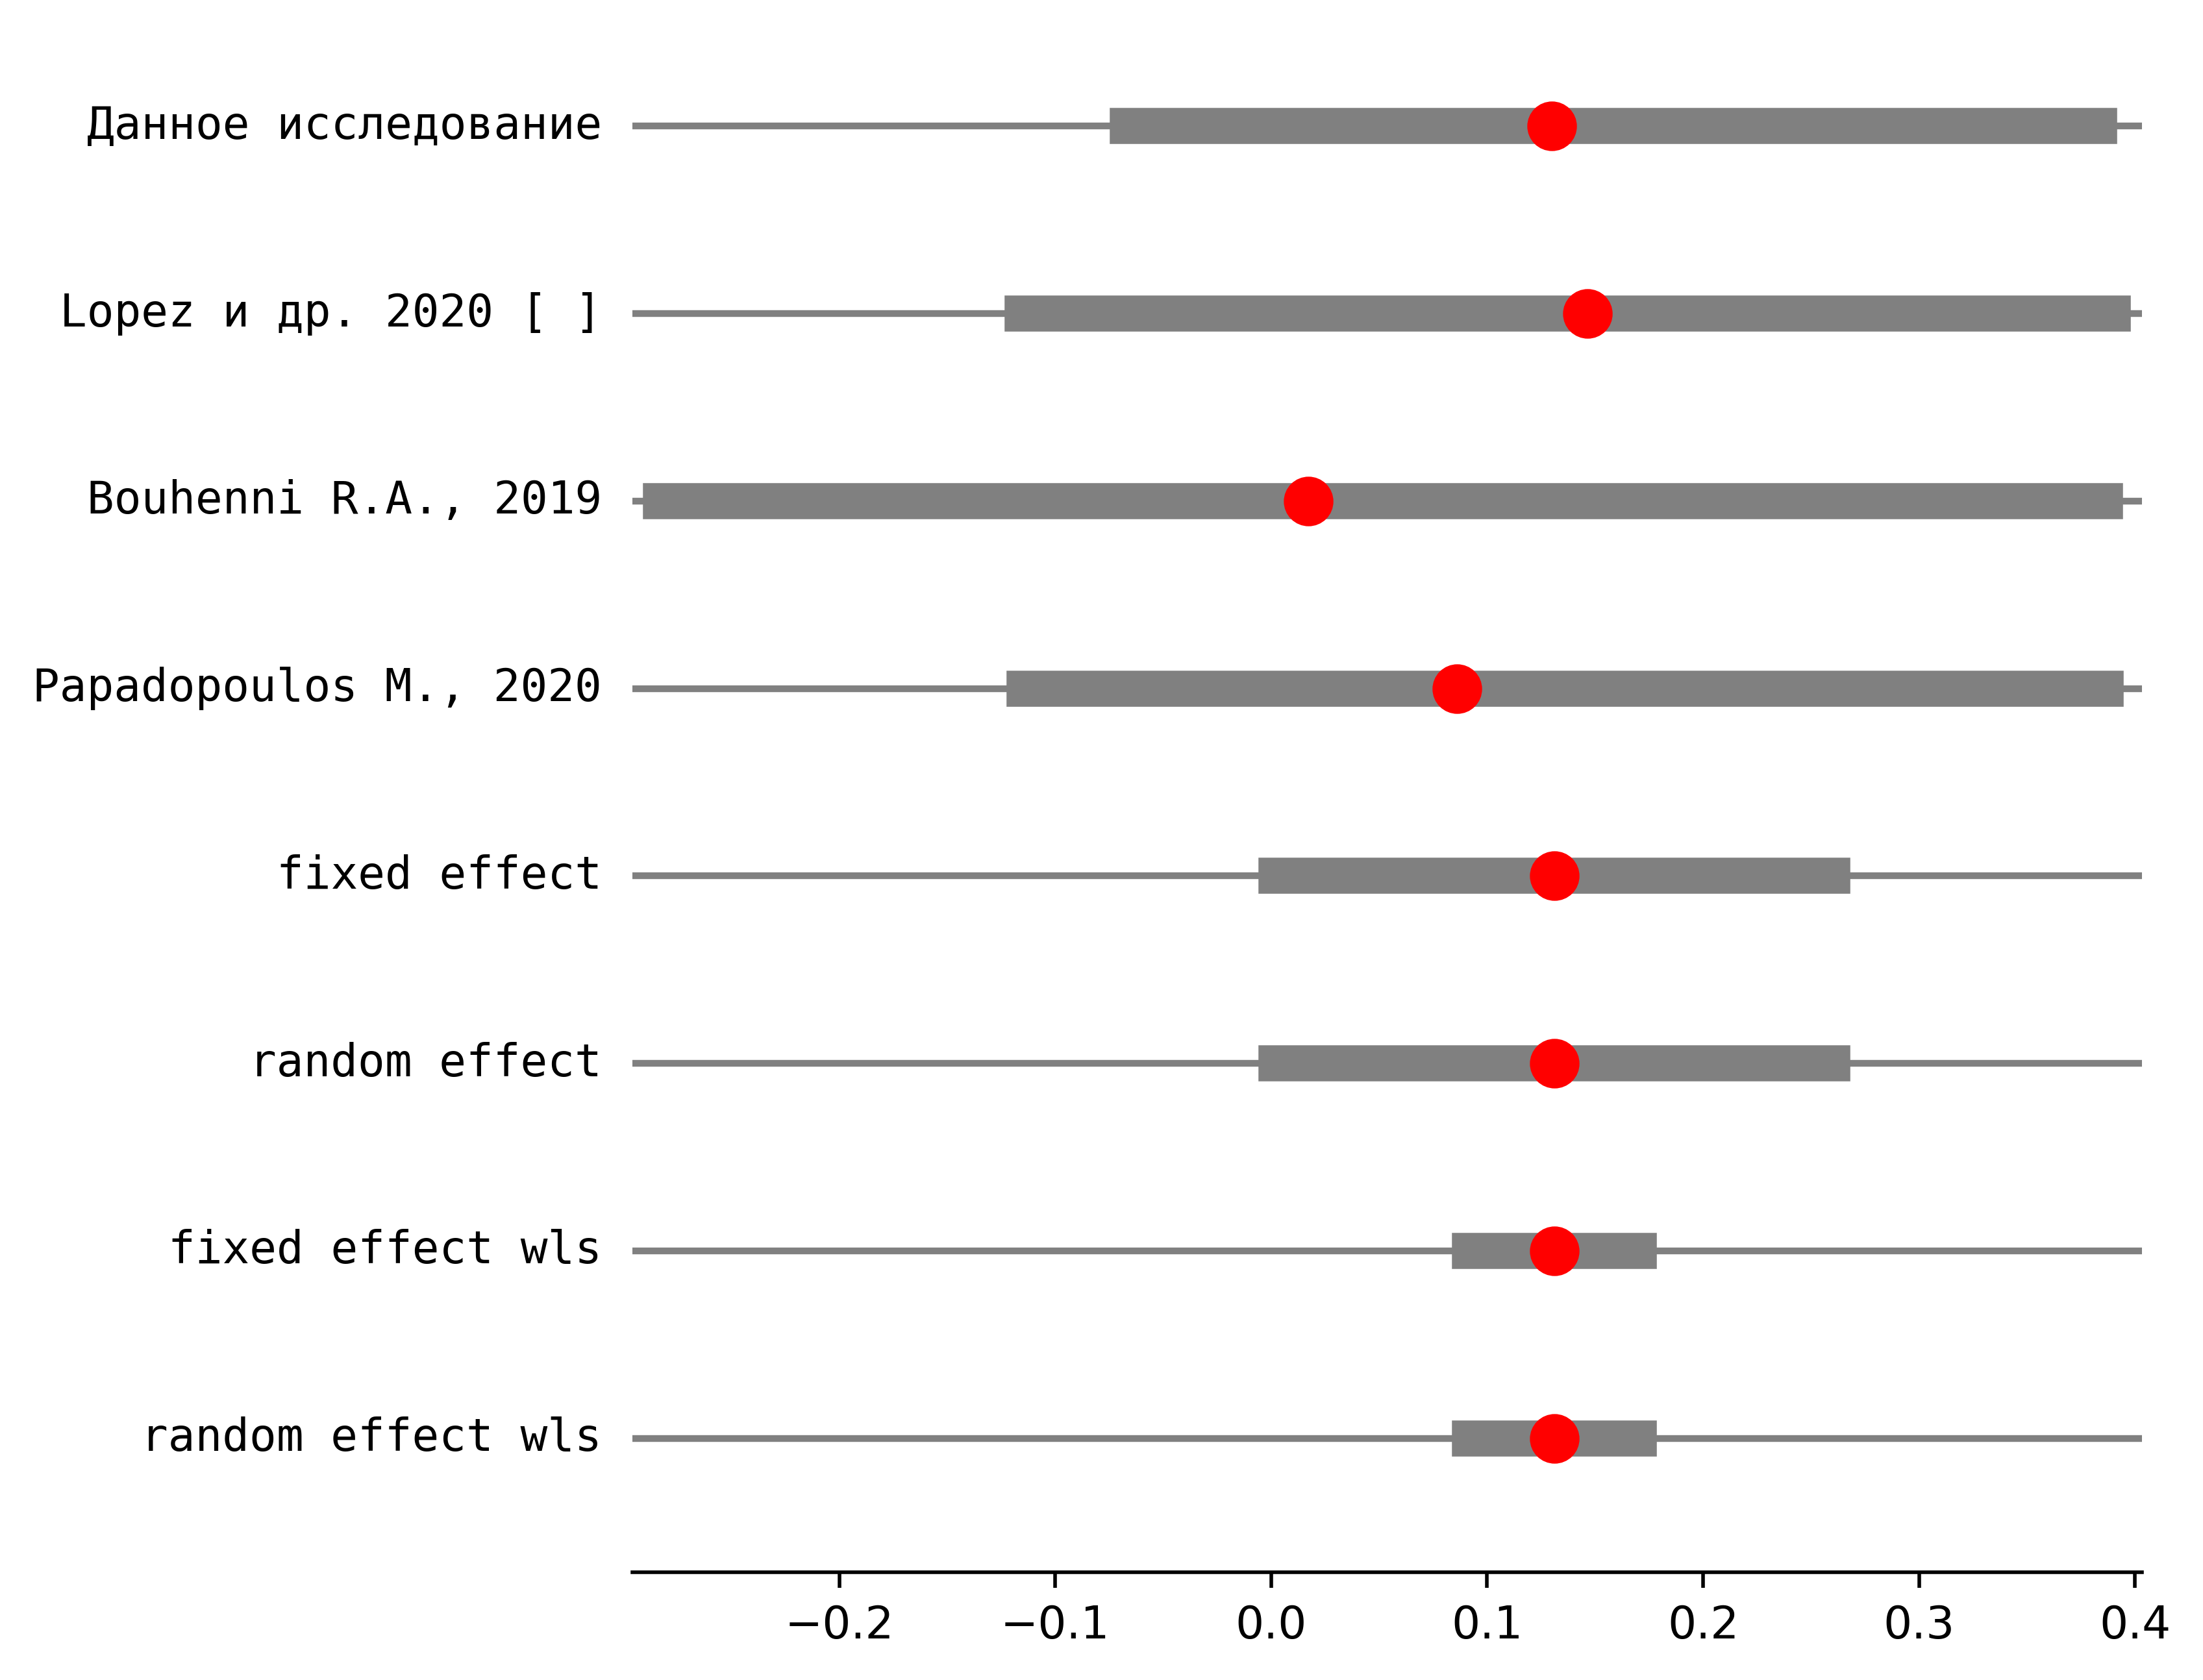 Данное исследование
Lopez и др. 2020 [ ]
Bouhenni R.A., 2019
Papadopoulos M., 2020
fixed effect
random effect
fixed effect wls
random effect wls
−0.2 −0.1 0.0 0.1 0.2 0.3 0.4